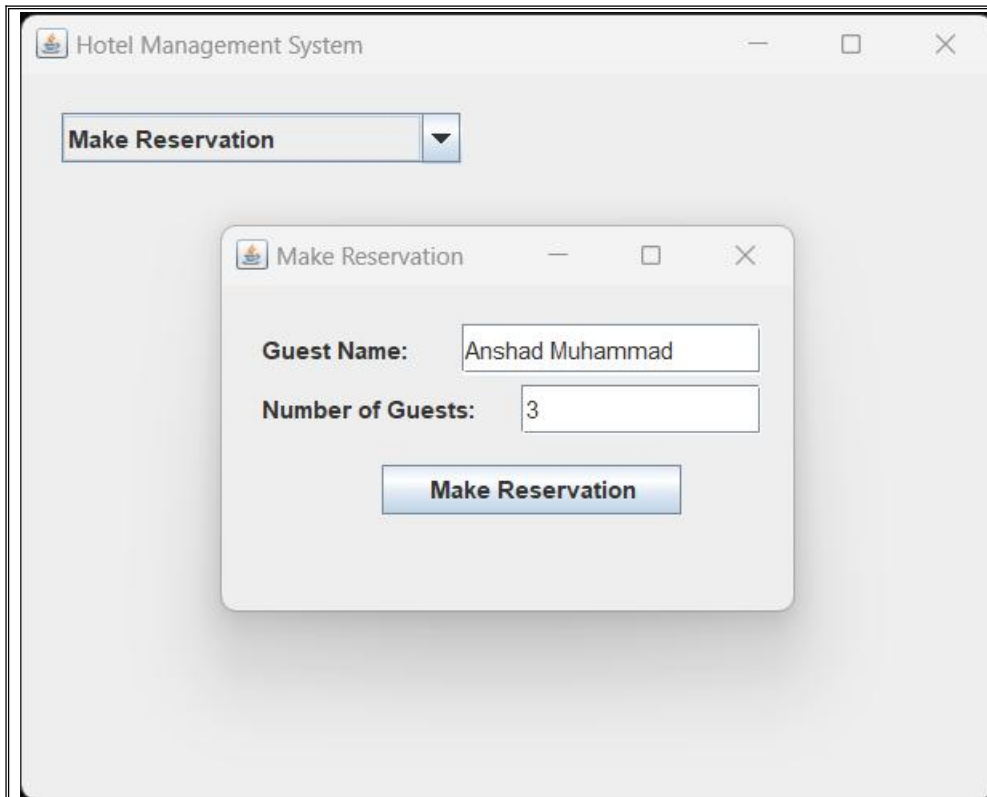 Hotel Management System
Make Reservation
Make Reservation
Guest Name: Anshad Muhammad
Number of Guests: 3
Make Reservation